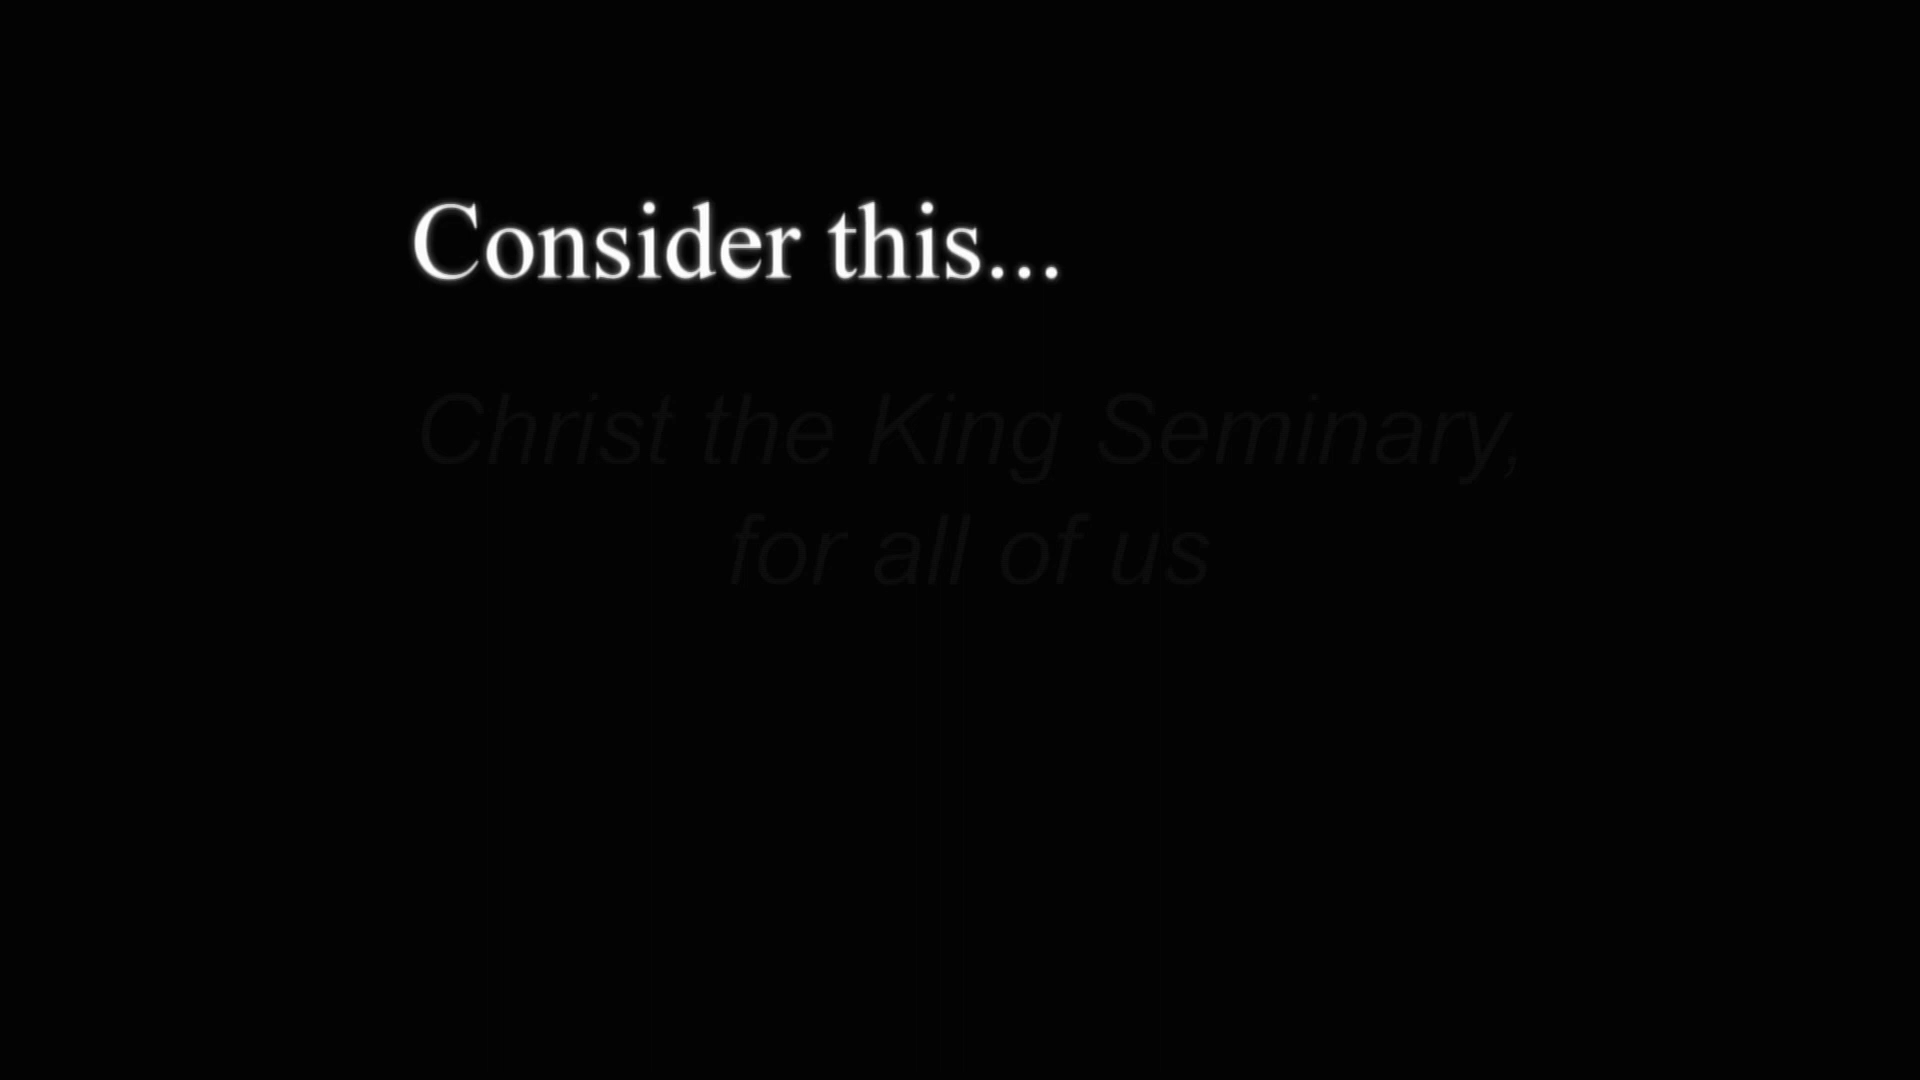 Consider this...
Christ the King Seminary,
for all of us